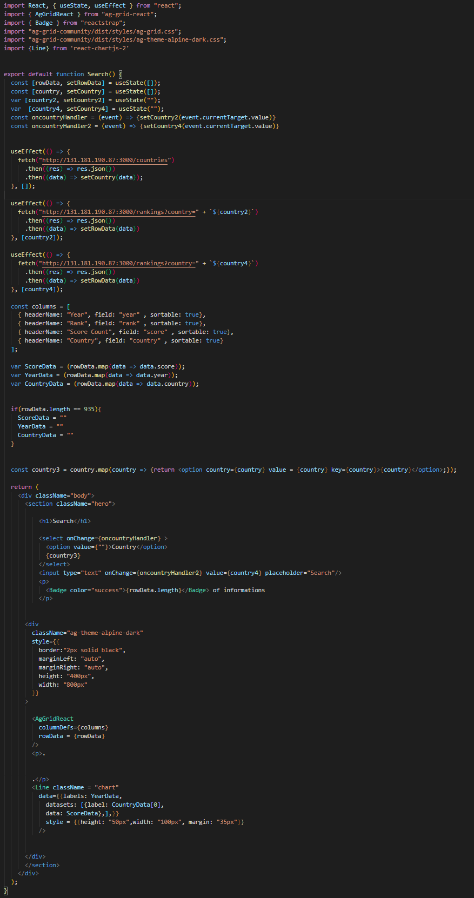 import React, { useState, useEffect } from "react";
import { AgGridReact } from "ag-grid-react";
import { Badge } from "reactstrap";
import "ag-grid-community/dist/styles/ag-grid.css";
import "ag-grid-community/dist/styles/ag-theme-alpine-dark.css";
import {Line} from 'react-chartjs-2'
export default function Search() {
const [rowData, setRowData] = useState([]);
const [country, setCountry] = useState([]);
var [country2, setCountry2] = useState("");
var [country4, setCountry4] = useState("");
const oncountryHandler = (event) => {setCountry2(event.currentTarget.value)}
const oncountryHandler2 = (event) => {setCountry4(event.currentTarget.value)}
useEffect(() => {
fetch("http://131.181.190.87:3000/countries")
.then((res) => res.json())
.then((data) => setCountry(data));
}, []);
useEffect(() => {
fetch("http://131.181.190.87:3000/rankings?country=" + `${country2}`)
.then((res) => res.json())
.then((data) => setRowData(data))
}, [country2]);
useEffect(() => {
fetch("http://131.181.190.87:3000/rankings?country=" + `${country4}`)
.then((res) => res.json())
.then((data) => setRowData(data))
}, [country4]);
const columns = [
{ headerName: "Year", field: "year" , sortable: true},
{ headerName: "Rank", field: "rank" , sortable: true},
{ headerName: "Score Count", field: "score" , sortable: true},
{ headerName: "Country", field: "country" , sortable: true}
];
var ScoreData = (rowData.map(data => data.score));
var YearData = (rowData.map(data => data.year));
var CountryData = (rowData.map(data => data.country));
if(rowData.length == 935){
ScoreData = ""
YearData = ""
CountryData = ""
}
const country3 = country.map(country => {return <option country={country} value = {country} key={country}>{country}</option>;});
return (
<div className="body">
<section className="hero">
<h1>Search</h1>
<select onChange={oncountryHandler} >
<option value={""}>Country</option>
{country3}
</select>
<input type="text" onChange={oncountryHandler2} value={country4} placeholder="Search"/>
<p>
<Badge color="success">{rowData.length}</Badge> of informations
</p>
<div
className="ag-theme-alpine-dark"
style={{
border:"2px solid black",
marginLeft: "auto",
marginRight: "auto",
height: "400px",
width: "800px"
}}
>
<AgGridReact
columnDefs={columns}
rowData = {rowData}
/>
<p>.
.</p>
<Line className = "chart"
data={{labels: YearData,
datasets: [{label: CountryData[0],
data: ScoreData},],}}
style = {{height: "50px",width: "100px", margin: "35px"}}
/>
</div>
</section>
</div>
);
}